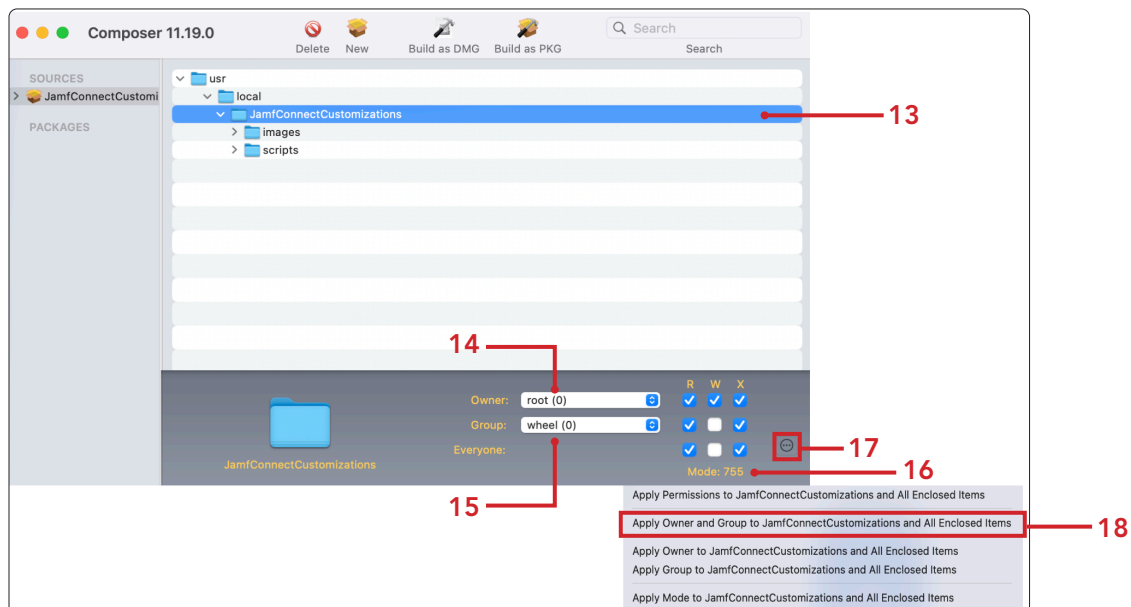 Composer 11.19.0
Delete
New
Build as DMG
Build as PKG
Search
Search
SOURCES
JamfConnectCustomi
PACKAGES
usr
local
JamfConnectCustomizations
images
scripts
13
14
R W X
Owner: root (0)
Group: wheel (0)
Everyone:
17
JamfConnectCustomizations
Mode: 755
16
15
Apply Permissions to JamfConnectCustomizations and All Enclosed Items
Apply Owner and Group to JamfConnectCustomizations and All Enclosed Items
18
Apply Owner to JamfConnectCustomizations and All Enclosed Items
Apply Group to JamfConnectCustomizations and All Enclosed Items
Apply Mode to JamfConnectCustomizations and All Enclosed Items